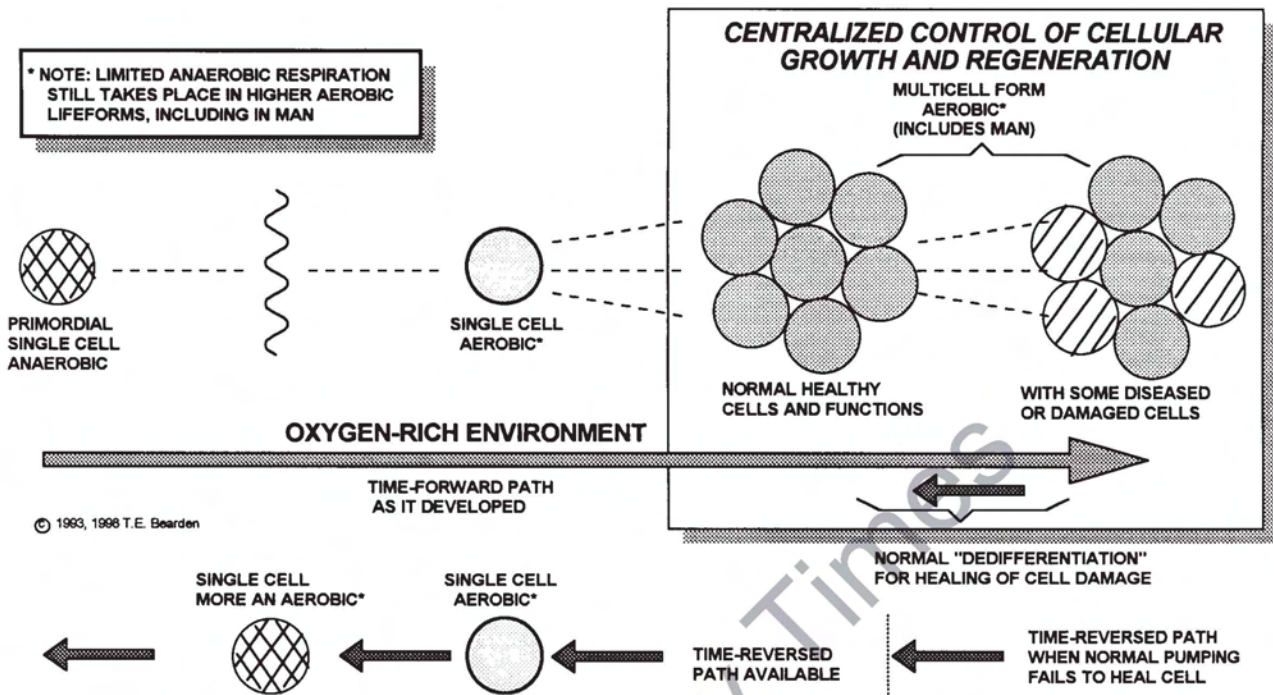 * NOTE: LIMITED ANAEROBIC RESPIRATION
STILL TAKES PLACE IN HIGHER AEROBIC
LIFEFORMS, INCLUDING IN MAN
CENTRALIZED CONTROL OF CELLULAR
GROWTH AND REGENERATION
MULTICELL FORM
AEROBIC*
(INCLUDES MAN)
PRIMORDIAL
SINGLE CELL
ANAEROBIC
SINGLE CELL
AEROBIC*
NORMAL HEALTHY
CELLS AND FUNCTIONS
WITH SOME DISEASED
OR DAMAGED CELLS
OXYGEN-RICH ENVIRONMENT
TIME-FORWARD PATH
AS IT DEVELOPED
© 1993, 1998 T.E. Bearden
NORMAL "DEDIFFERENTIATION"
FOR HEALING OF CELL DAMAGE
SINGLE CELL
MORE AN AEROBIC*
SINGLE CELL
AEROBIC*
TIME-REVERSED
PATH AVAILABLE
TIME-REVERSED PATH
WHEN NORMAL PUMPING
FAILS TO HEAL CELL
Times